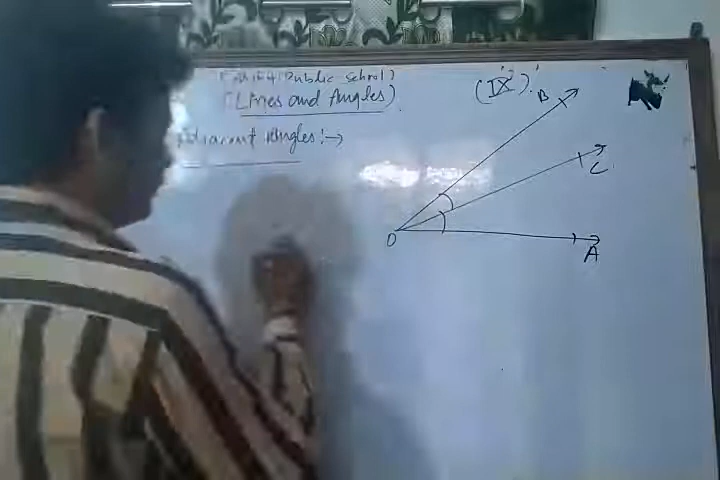 Public School)
(Lines and Angles)
(IX).
Adjacent Angles :→
B
C
O
A